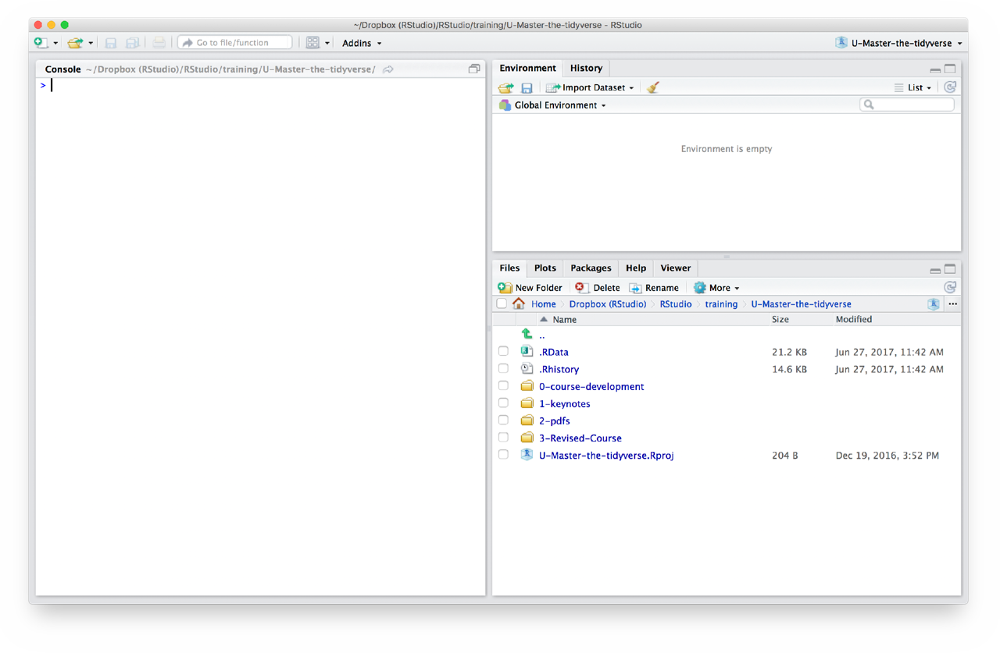 ~/Dropbox (RStudio)/RStudio/training/U-Master-the-tidyverse - RStudio
Go to file/function
Addins
U-Master-the-tidyverse
Console ~/Dropbox (RStudio)/RStudio/training/U-Master-the-tidyverse/
>
Environment History
Import Dataset
List
Global Environment
Environment is empty
Files Plots Packages Help Viewer
New Folder Delete Rename More
Home Dropbox (RStudio) RStudio training U-Master-the-tidyverse R ...
Name Size Modified
..
.RData 21.2 KB Jun 27, 2017, 11:42 AM
.Rhistory 14.6 KB Jun 27, 2017, 11:42 AM
0-course-development
1-keynotes
2-pdfs
3-Revised-Course
U-Master-the-tidyverse.Rproj 204 B Dec 19, 2016, 3:52 PM